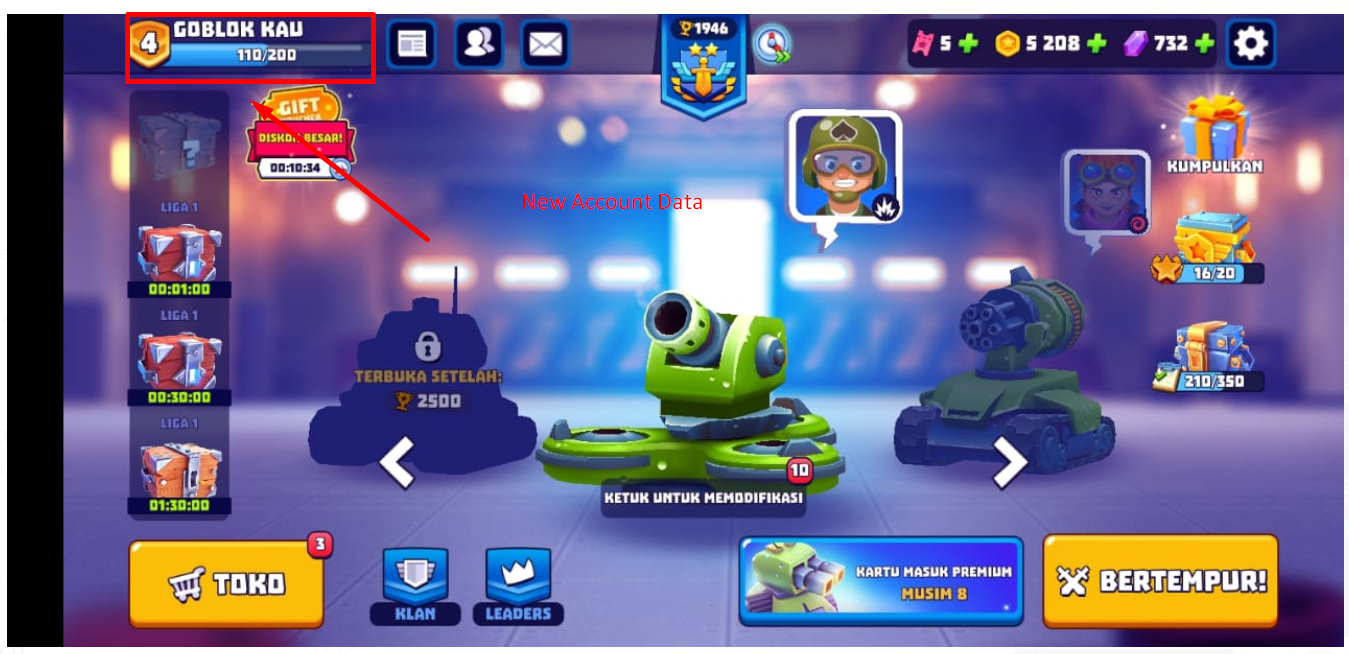 4
GOBLOK KAU
110/200
1946
5
5 208
732
GIFT
VOUCHER
DISKON BESAR!
00:10:34
New Account Data
KUMPULKAN
?
LIGA 1
00:01:00
LIGA 1
00:30:00
LIGA 1
01:30:00
16/20
210/350
TERBUKA SETELAH:
2500
10
KETUK UNTUK MEMODIFIKASI
3
TOKO
KLAN
LEADERS
KARTU MASUK PREMIUM
MUSIM 8
BERTEMPUR!